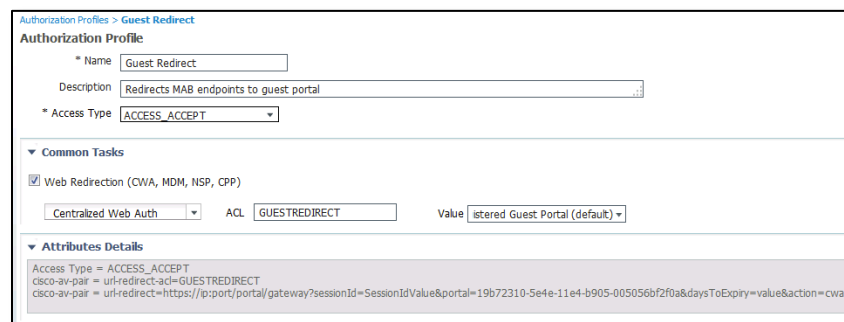 Authorization Profiles > Guest Redirect
Authorization Profile
* Name Guest Redirect
Description Redirects MAB endpoints to guest portal
* Access Type ACCESS_ACCEPT
Common Tasks
Web Redirection (CWA, MDM, NSP, CPP)
Centralized Web Auth ACL GUESTREDIRECT Value istered Guest Portal (default)
Attributes Details
Access Type = ACCESS_ACCEPT
cisco-av-pair = url-redirect-acl=GUESTREDIRECT
cisco-av-pair = url-redirect=https://ip:port/portal/gateway?sessionId=SessionIdValue&portal=19b72310-5e4e-11e4-b905-005056bf2f0a&daysToExpiry=value&action=cwa